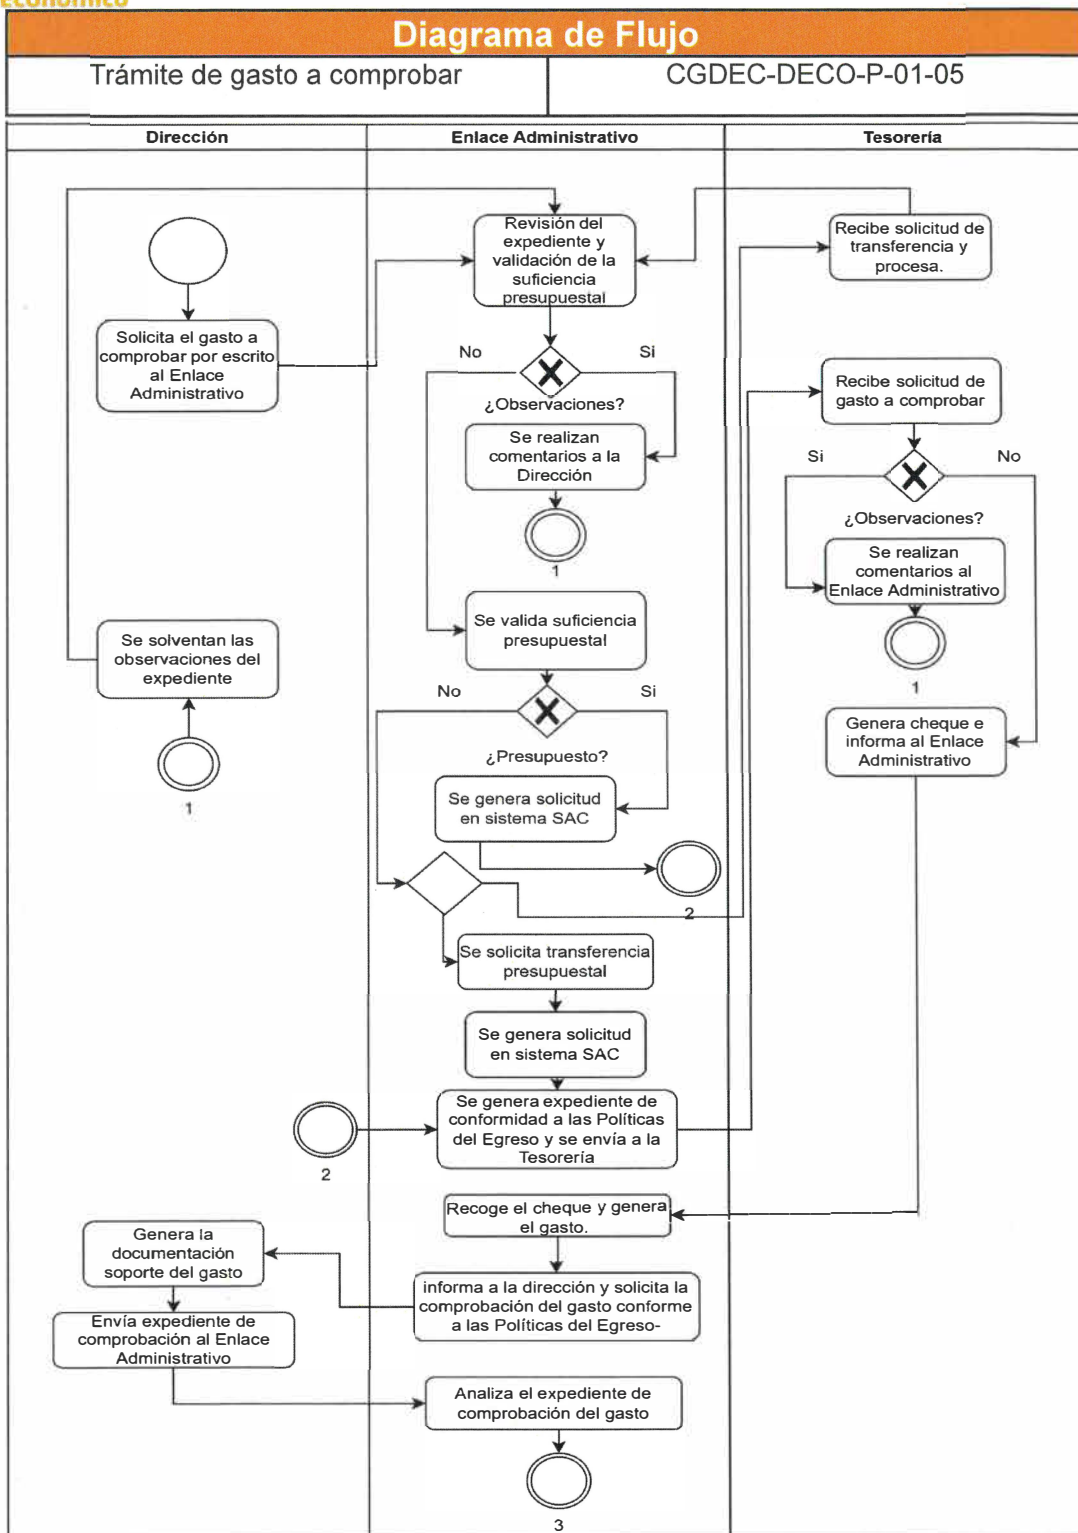 Económico
Diagrama de Flujo
Trámite de gasto a comprobar
CGDEC-DECO-P-01-05
Dirección
Enlace Administrativo
Tesorería
Revisión del
expediente y
validación de la
suficiencia
presupuestal
Recibe solicitud de
transferencia y
procesa.
Solicita el gasto a
comprobar por escrito
al Enlace
Administrativo
No
Si
¿Observaciones?
Recibe solicitud de
gasto a comprobar
Se realizan
comentarios a la
Dirección
1
Si
No
¿Observaciones?
Se realizan
comentarios al
Enlace Administrativo
1
Se valida suficiencia
presupuestal
Se solventan las
observaciones del
expediente
1
No
Si
¿Presupuesto?
Genera cheque e
informa al Enlace
Administrativo
Se genera solicitud
en sistema SAC
2
Se solicita transferencia
presupuestal
Se genera solicitud
en sistema SAC
Se genera expediente de
conformidad a las Políticas
del Egreso y se envía a la
Tesorería
2
Recoge el cheque y genera
el gasto.
Genera la
documentación
soporte del gasto
informa a la dirección y solicita la
comprobación del gasto conforme
a las Políticas del Egreso-
Envía expediente de
comprobación al Enlace
Administrativo
Analiza el expediente de
comprobación del gasto
3